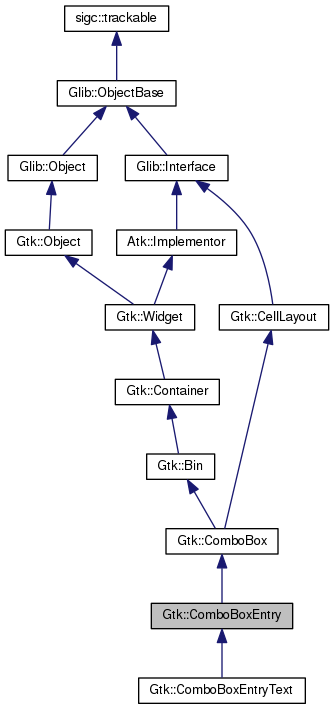 sigc::trackable
Glib::ObjectBase
Glib::Object
Glib::Interface
Gtk::Object
Atk::Implementor
Gtk::Widget
Gtk::CellLayout
Gtk::Container
Gtk::Bin
Gtk::ComboBox
Gtk::ComboBoxEntry
Gtk::ComboBoxEntryText